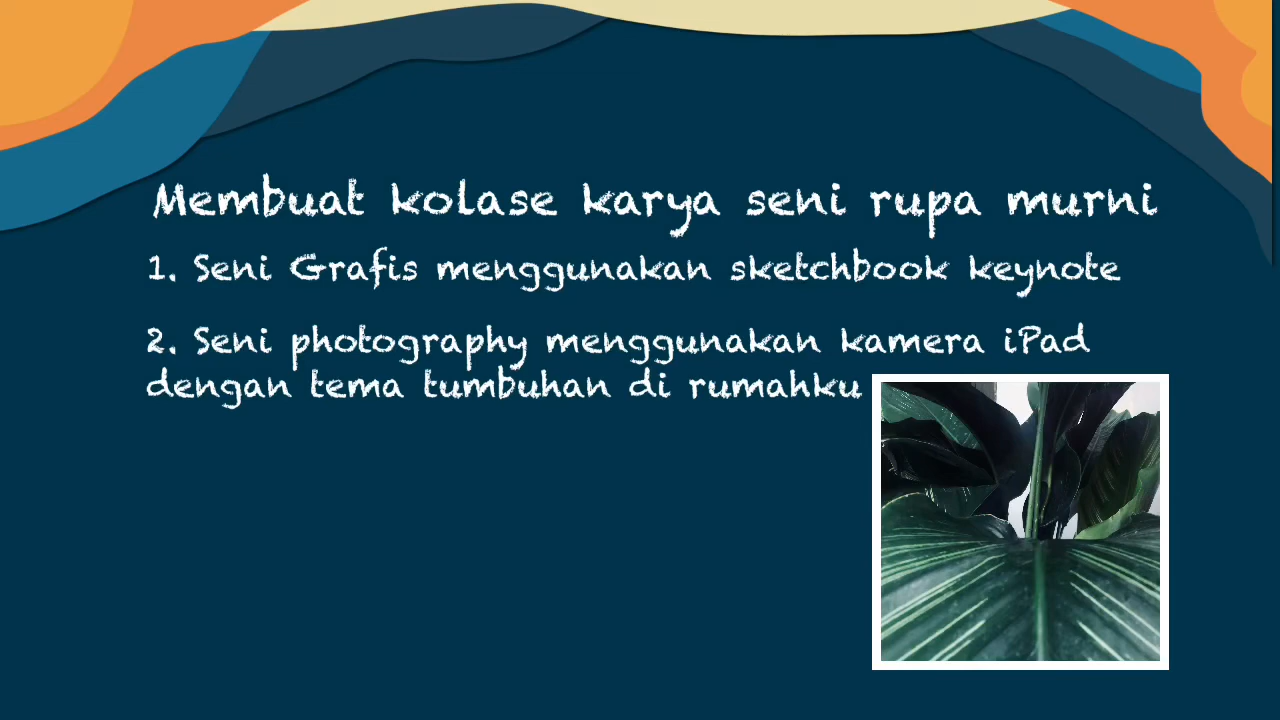 Membuat kolase karya seni rupa murni
1. Seni Grafis menggunakan sketchbook keynote
2. Seni photography menggunakan kamera iPad
dengan tema tumbuhan di rumahku